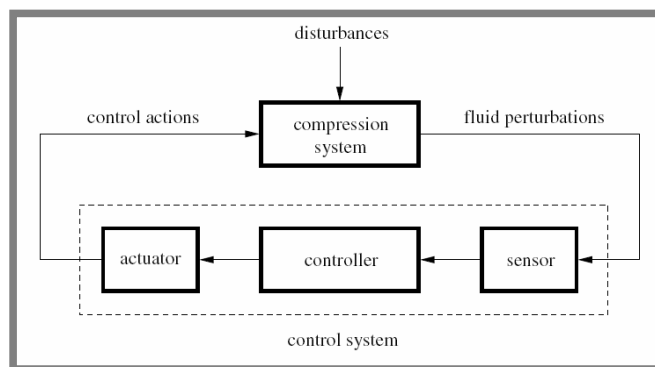 disturbances
control actions
compression
system
fluid perturbations
actuator
controller
sensor
control system